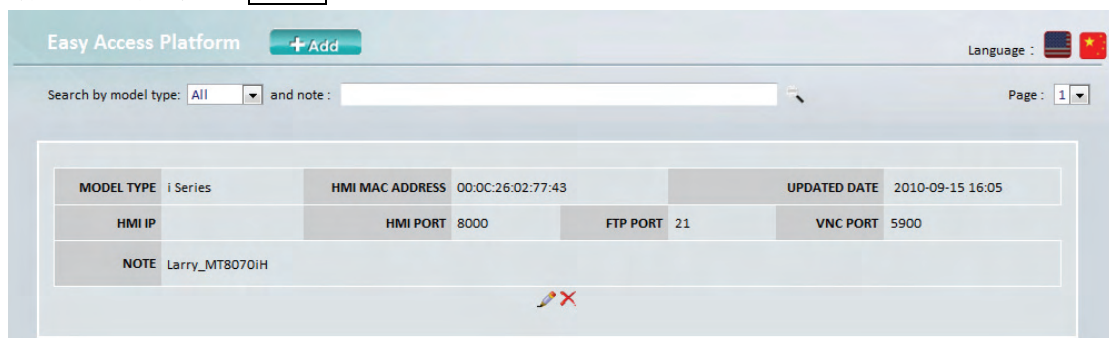 Easy Access Platform + Add
Language :
Search by model type: All and note : Page : 1
MODEL TYPE i Series HMI MAC ADDRESS 00:0C:26:02:77:43 UPDATED DATE 2010-09-15 16:05
HMI IP HMI PORT 8000 FTP PORT 21 VNC PORT 5900
NOTE Larry_MT8070iH